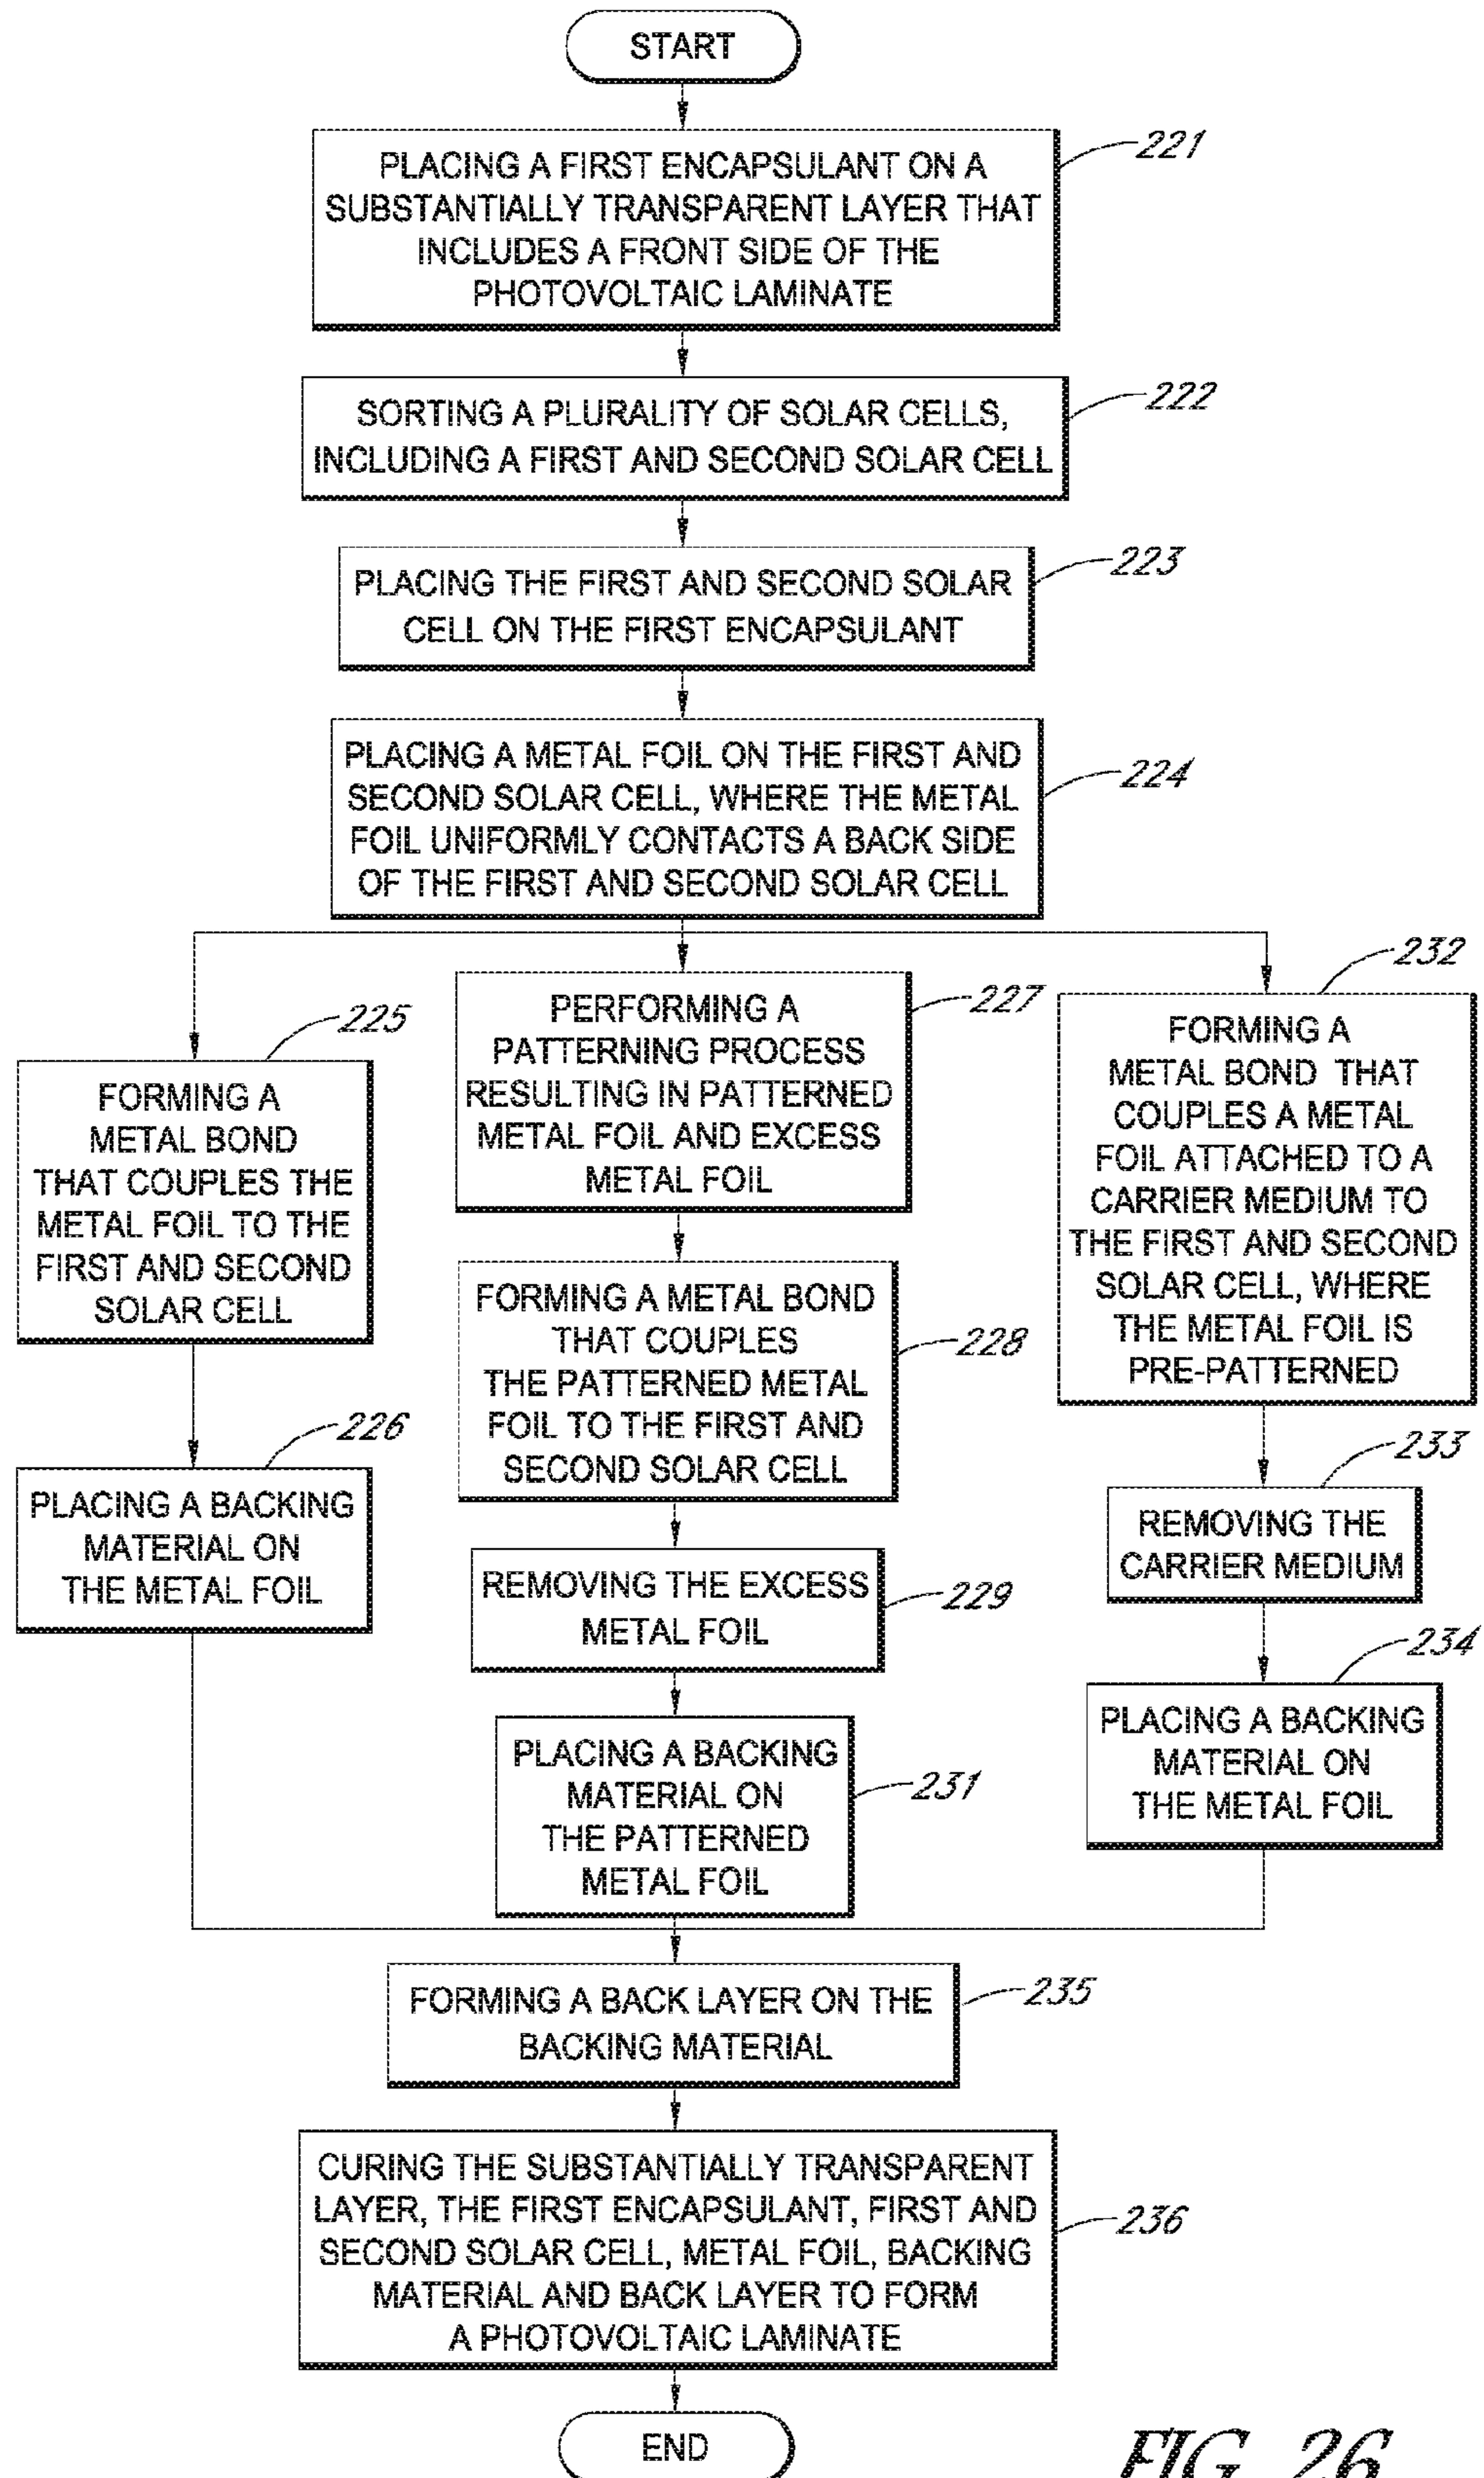 START
PLACING A FIRST ENCAPSULANT ON A
SUBSTANTIALLY TRANSPARENT LAYER THAT
INCLUDES A FRONT SIDE OF THE
PHOTOVOLTAIC LAMINATE
221
SORTING A PLURALITY OF SOLAR CELLS,
INCLUDING A FIRST AND SECOND SOLAR CELL
222
PLACING THE FIRST AND SECOND SOLAR
CELL ON THE FIRST ENCAPSULANT
223
PLACING A METAL FOIL ON THE FIRST AND
SECOND SOLAR CELL, WHERE THE METAL
FOIL UNIFORMLY CONTACTS A BACK SIDE
OF THE FIRST AND SECOND SOLAR CELL
224
225
FORMING A
METAL BOND
THAT COUPLES THE
METAL FOIL TO THE
FIRST AND SECOND
SOLAR CELL
226
PLACING A BACKING
MATERIAL ON
THE METAL FOIL
227
PERFORMING A
PATTERNING PROCESS
RESULTING IN PATTERNED
METAL FOIL AND EXCESS
METAL FOIL
FORMING A METAL BOND
THAT COUPLES
THE PATTERNED METAL
FOIL TO THE FIRST AND
SECOND SOLAR CELL
228
REMOVING THE EXCESS
METAL FOIL
229
PLACING A BACKING
MATERIAL ON
THE PATTERNED
METAL FOIL
231
232
FORMING A
METAL BOND THAT
COUPLES A METAL
FOIL ATTACHED TO A
CARRIER MEDIUM TO
THE FIRST AND SECOND
SOLAR CELL, WHERE
THE METAL FOIL IS
PRE-PATTERNED
233
REMOVING THE
CARRIER MEDIUM
234
PLACING A BACKING
MATERIAL ON
THE METAL FOIL
FORMING A BACK LAYER ON THE
BACKING MATERIAL
235
CURING THE SUBSTANTIALLY TRANSPARENT
LAYER, THE FIRST ENCAPSULANT, FIRST AND
SECOND SOLAR CELL, METAL FOIL, BACKING
MATERIAL AND BACK LAYER TO FORM
A PHOTOVOLTAIC LAMINATE
236
END
FIG. 26